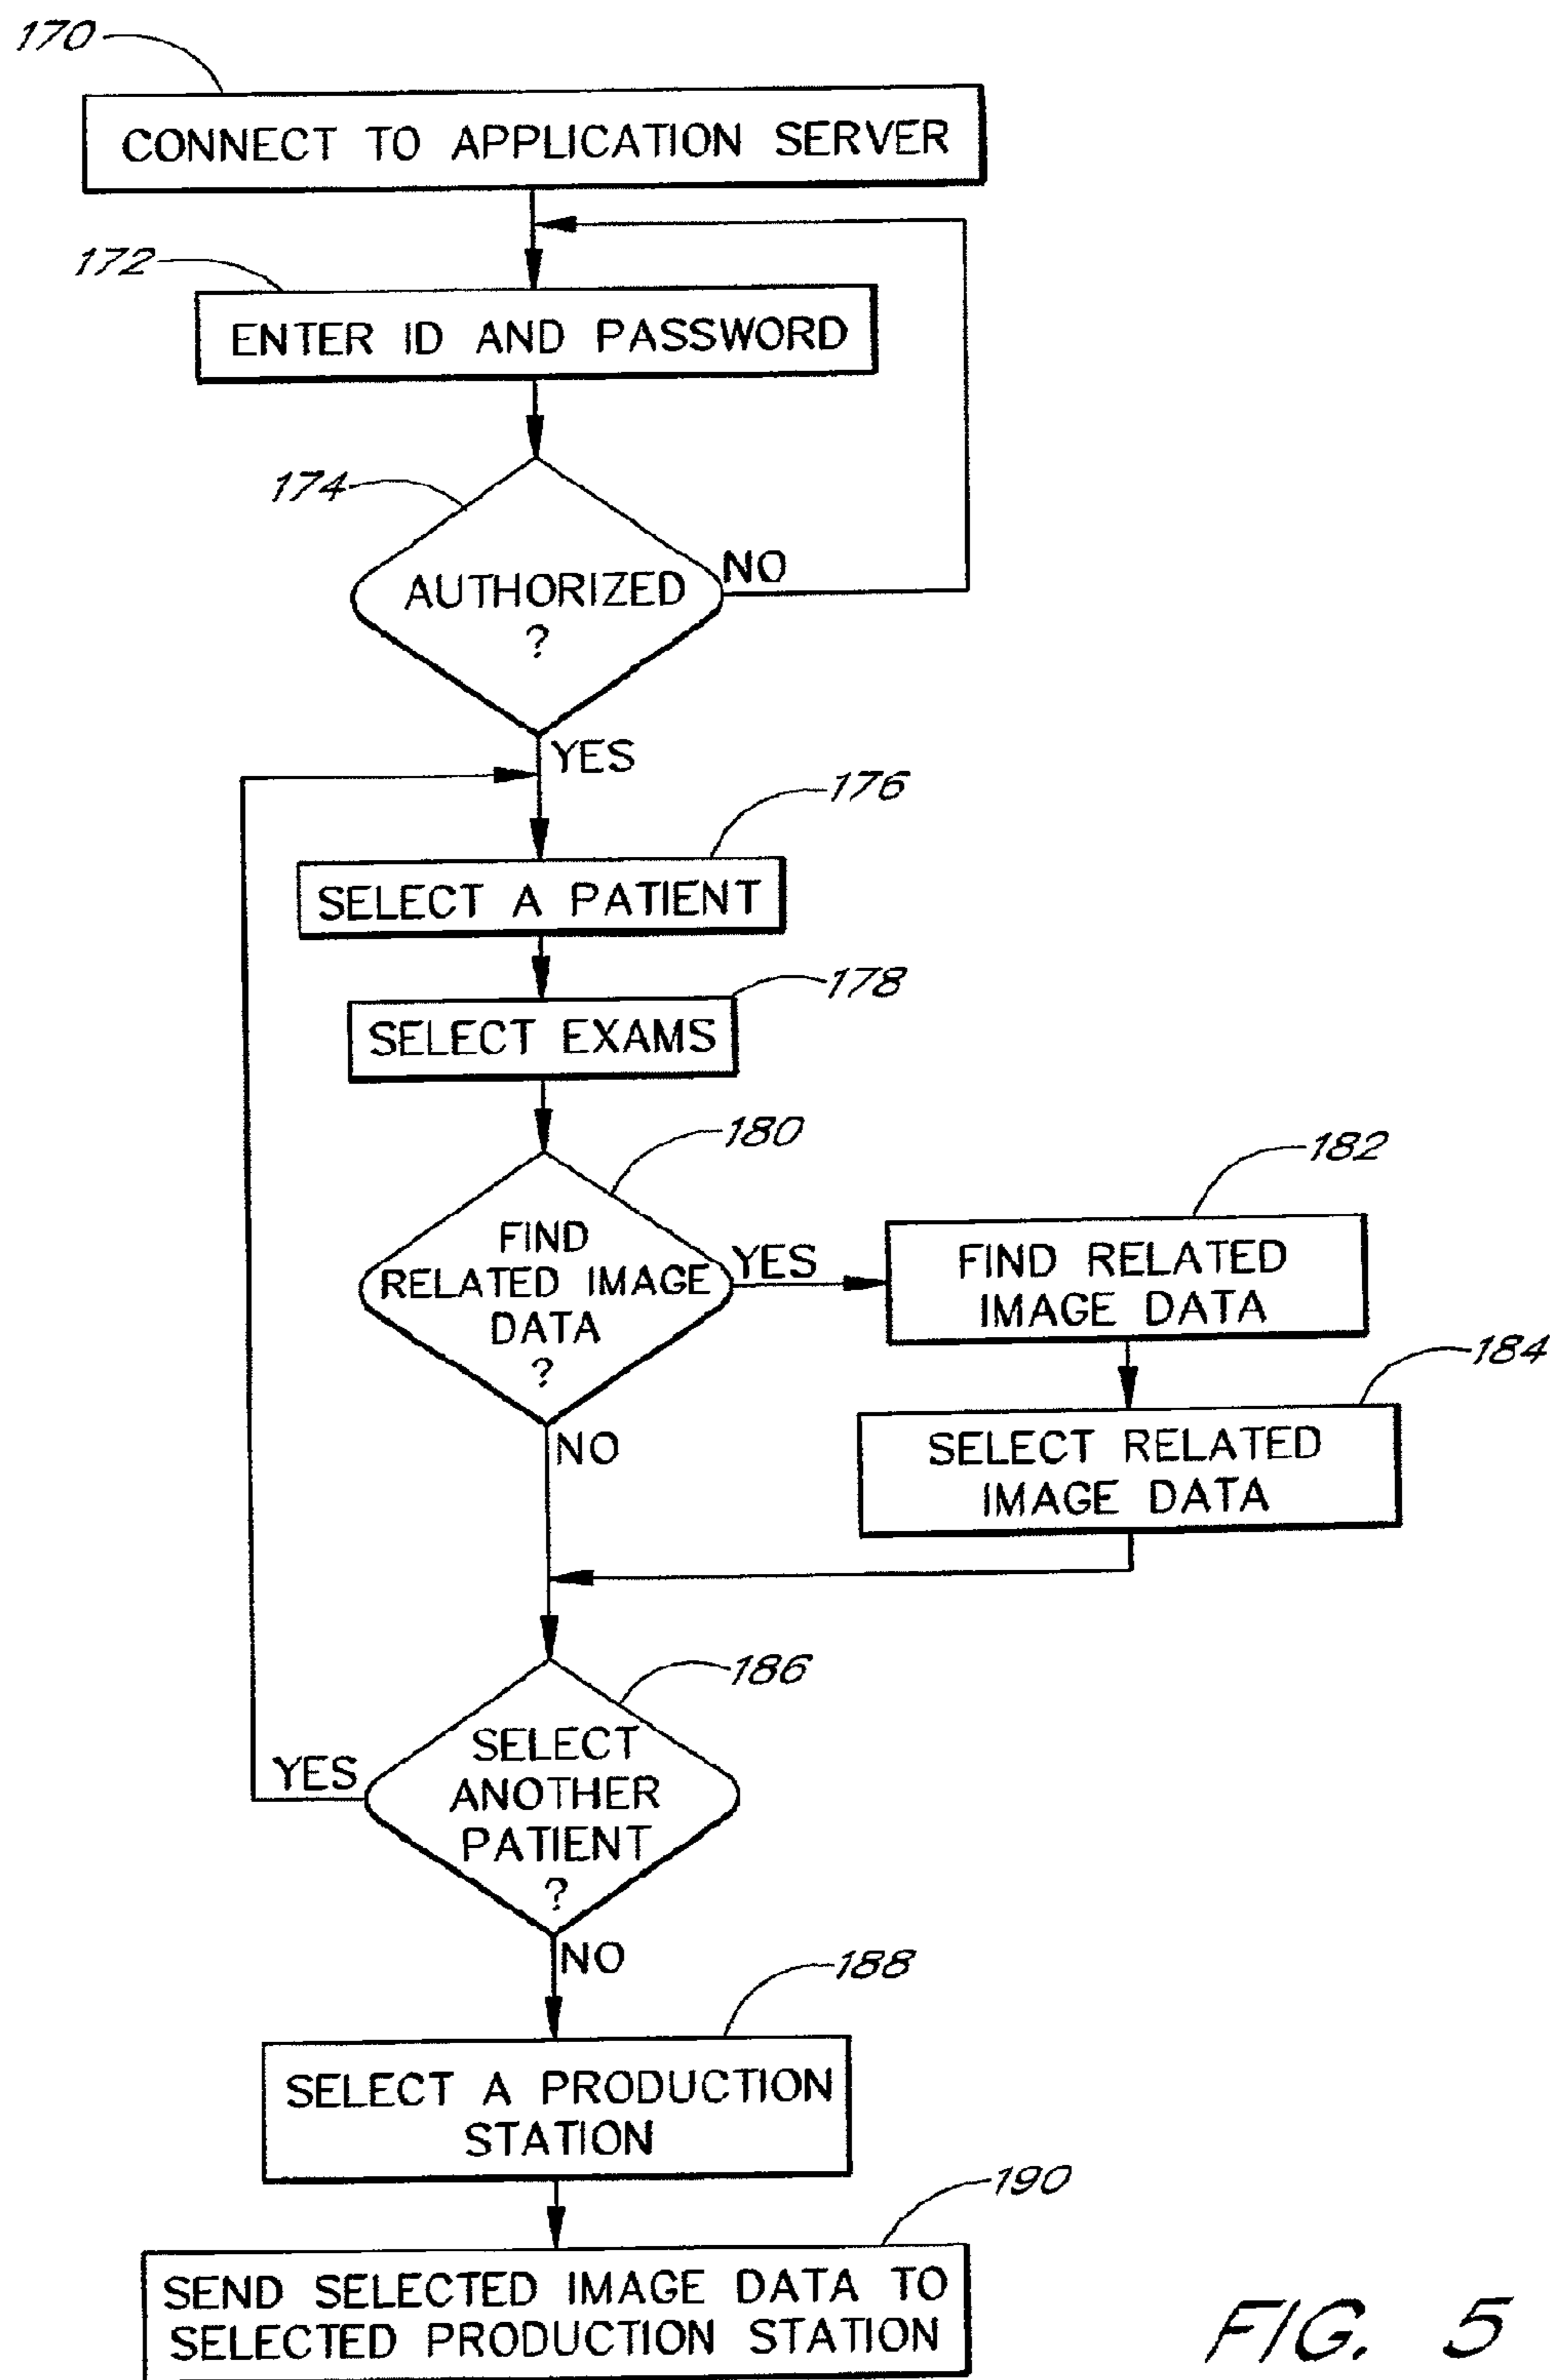 170
CONNECT TO APPLICATION SERVER
172
ENTER ID AND PASSWORD
174
AUTHORIZED
?
NO
YES
176
SELECT A PATIENT
178
SELECT EXAMS
180
FIND
RELATED IMAGE
DATA
?
YES
182
FIND RELATED
IMAGE DATA
184
SELECT RELATED
IMAGE DATA
NO
186
SELECT
ANOTHER
PATIENT
?
YES
NO
188
SELECT A PRODUCTION
STATION
190
SEND SELECTED IMAGE DATA TO
SELECTED PRODUCTION STATION
FIG. 5